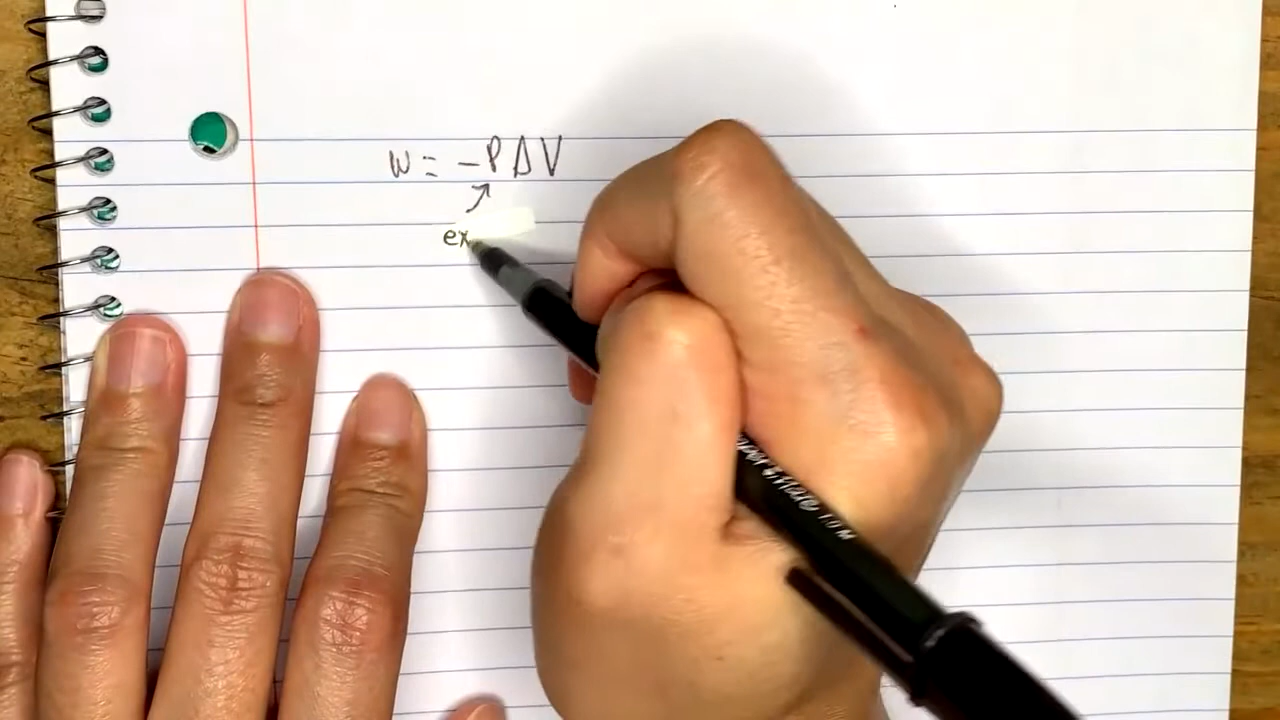 w = -PΔV
ex